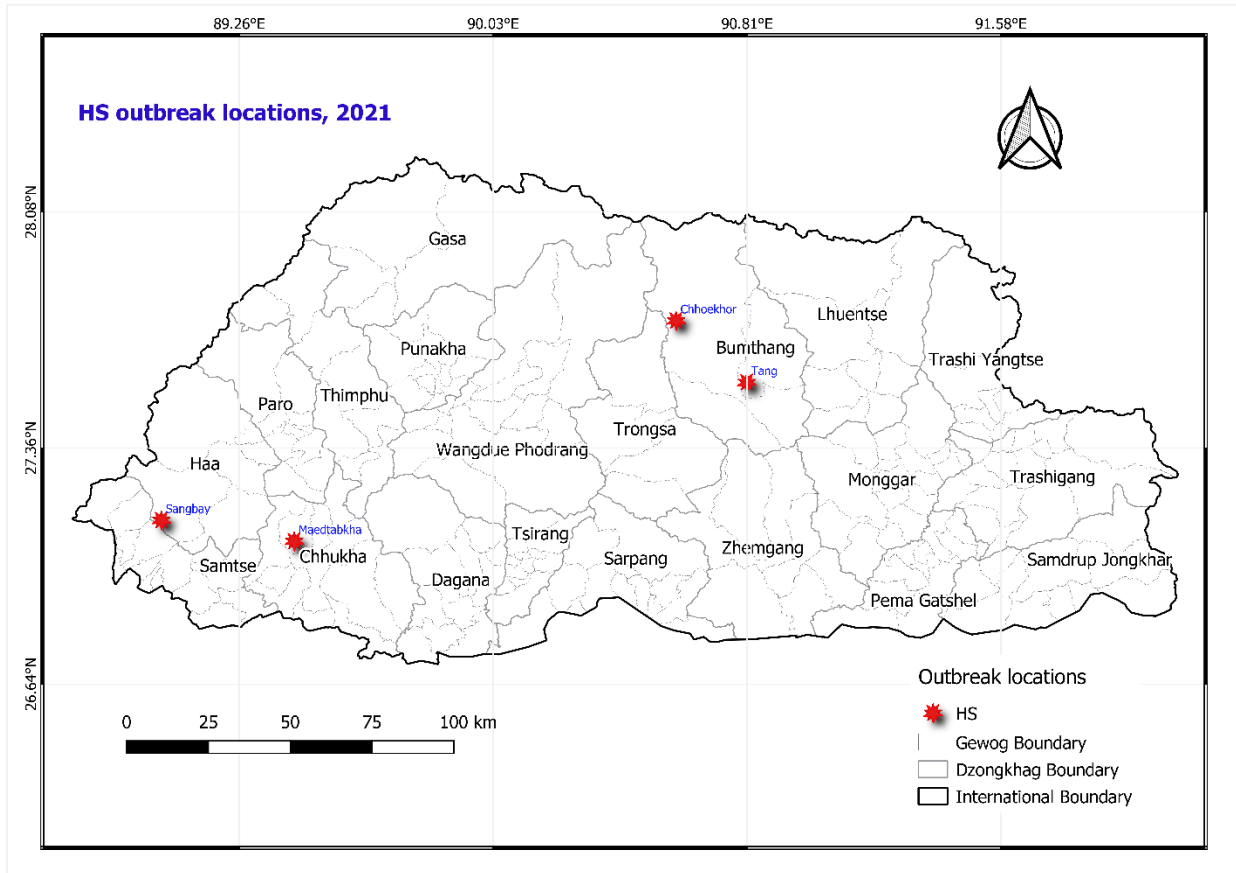 89.26°E
90.03°E
90.81°E
91.58°E
HS outbreak locations, 2021
28.08°N
Gasa
Chhoekhor
Lhuentse
Punakha
Bumthang
Trashi Yangtse
Tang
Thimphu
Paro
Trongsa
27.36°N
Wangdue Phodrang
Haa
Monggar
Trashigang
Sangbay
Maedtabkha
Tsirang
Zhemgang
Chhukha
Sarpang
Samdrup Jongkhar
Samtse
Dagana
Pema Gatshel
26.64°N
Outbreak locations
HS
Gewog Boundary
Dzongkhag Boundary
International Boundary
0 25 50 75 100 km